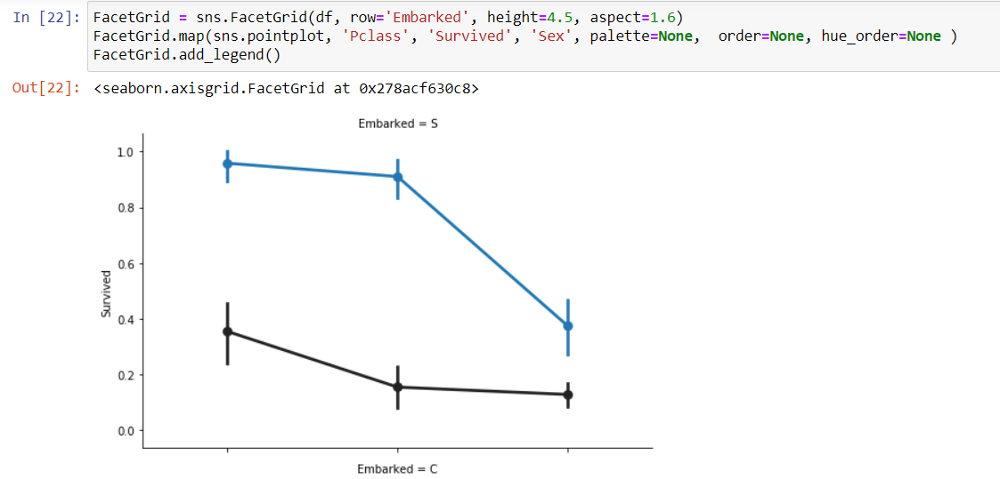 In [22]: FacetGrid = sns.FacetGrid(df, row='Embarked', height=4.5, aspect=1.6)
FacetGrid.map(sns.pointplot, 'Pclass', 'Survived', 'Sex', palette=None,  order=None, hue_order=None )
FacetGrid.add_legend()
Out[22]: <seaborn.axisgrid.FacetGrid at 0x278acf630c8>
Embarked = S
1.0
0.8
0.6
0.4
0.2
0.0
Survived
Embarked = C